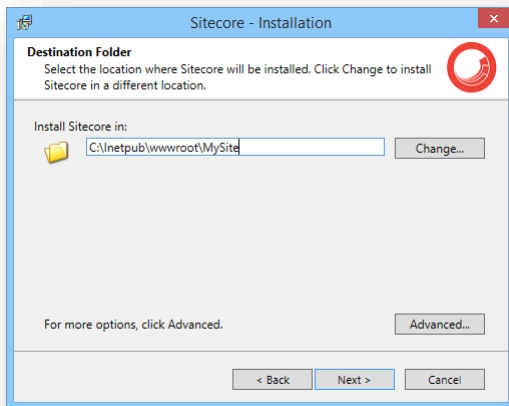 Sitecore - Installation
Destination Folder
Select the location where Sitecore will be installed. Click Change to install
Sitecore in a different location.
Install Sitecore in:
C:\Inetpub\wwwroot\MySite
Change...
For more options, click Advanced.
Advanced...
< Back
Next >
Cancel